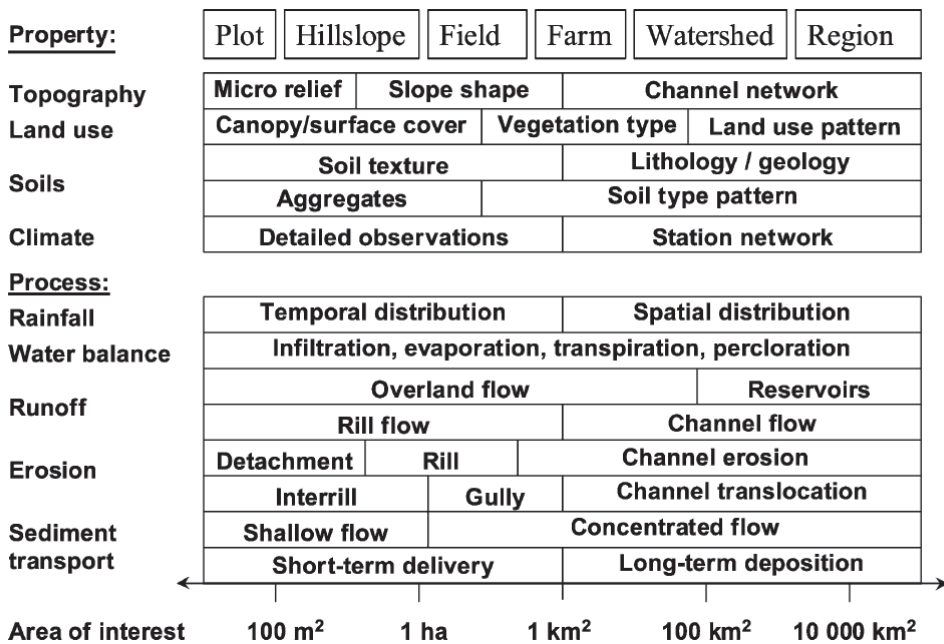 Property: Plot Hillslope Field Farm Watershed Region
Topography Micro relief Slope shape Channel network
Land use Canopy/surface cover Vegetation type Land use pattern
Soils
Soil texture Lithology / geology
Aggregates Soil type pattern
Climate Detailed observations Station network
Process:
Rainfall Temporal distribution Spatial distribution
Water balance Infiltration, evaporation, transpiration, percloration
Runoff
Overland flow Reservoirs
Rill flow Channel flow
Erosion
Detachment Rill Channel erosion
Interrill Gully Channel translocation
Sediment
transport
Shallow flow Concentrated flow
Short-term delivery Long-term deposition
Area of interest 100 m² 1 ha 1 km² 100 km² 10 000 km²